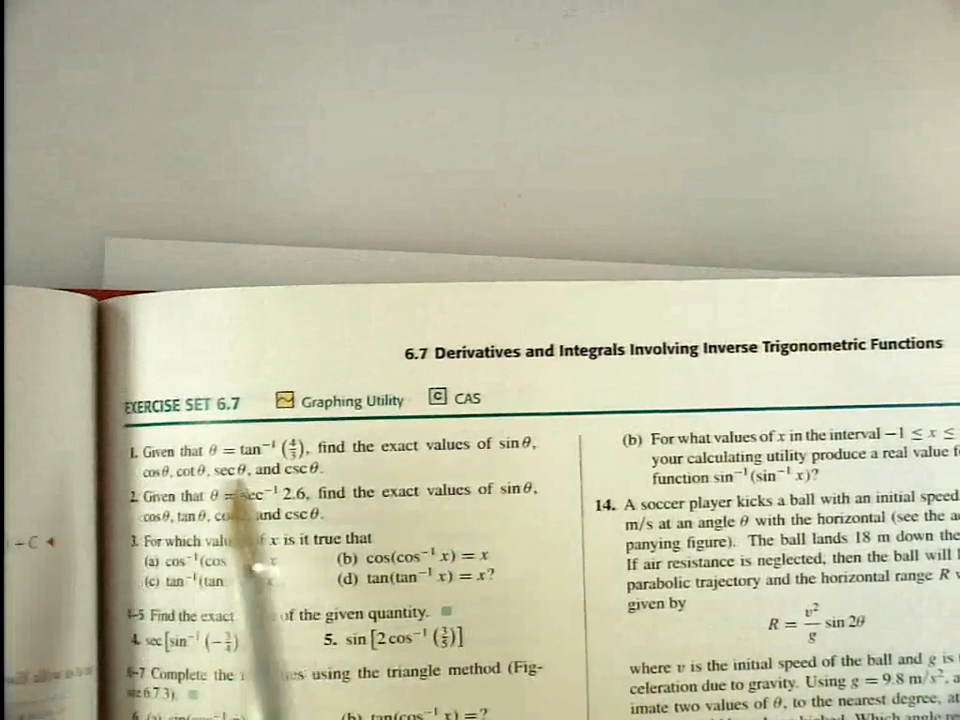 6.7 Derivatives and Integrals Involving Inverse Trigonometric Functions
EXERCISE SET 6.7 Graphing Utility C CAS
1. Given that θ = tan⁻¹ (4/3), find the exact values of sin θ,
cos θ, cot θ, sec θ, and csc θ.
2. Given that θ = sec⁻¹ 2.6, find the exact values of sin θ,
cos θ, tan θ, and csc θ.
3. For which x is it true that
(a) cos⁻¹(cos x (b) cos(cos⁻¹ x) = x
(c) tan⁻¹(tan x (d) tan(tan⁻¹ x) = x?
4–5 Find the exact of the given quantity.
4. sec[sin⁻¹ (−3/4) 5. sin [2 cos⁻¹ (3/5)]
6–7 Complete the using the triangle method (Fig-
ure 6.7.3).
(b) tan(cos⁻¹ x) = ?
−C
(b) For what values of x in the interval −1 ≤ x ≤
your calculating utility produce a real value
function sin⁻¹(sin⁻¹ x)?
14. A soccer player kicks a ball with an initial speed
m/s at an angle θ with the horizontal (see the
panying figure). The ball lands 18 m down the
If air resistance is neglected, then the ball will
parabolic trajectory and the horizontal range R
given by
R = v²/g sin 2θ
where v is the initial speed of the ball and g is
celeration due to gravity. Using g = 9.8 m/s²,
imate two values of θ, to the nearest degree, at
Which angle